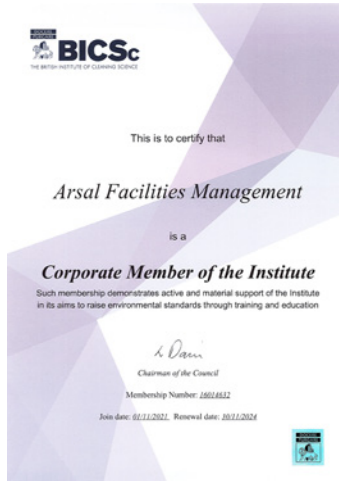 BICSc
THE BRITISH INSTITUTE OF CLEANING SCIENCE
This is to certify that
Arsal Facilities Management
is a
Corporate Member of the Institute
Such membership demonstrates active and material support of the Institute
in its aims to raise environmental standards through training and education
Chairman of the Council
Membership Number: 16014632
Join date: 01/11/2021 Renewal date: 30/11/2024